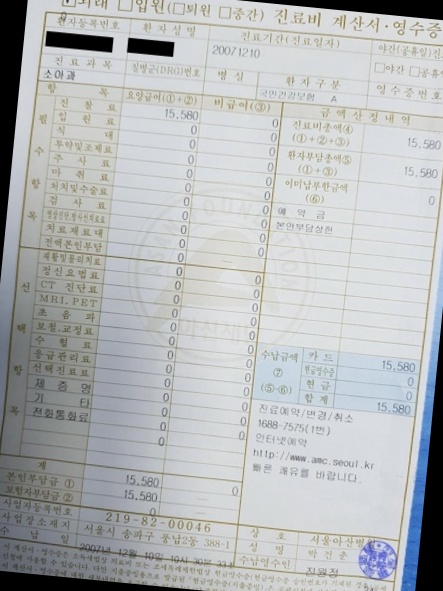 외래 □입원(□퇴원 □중간) 진료비 계산서·영수증
환자등록번호 환자성명 진료기간(진료일자) 야간(공휴일)진
20071210 □야간 □공휴
진료과목 질병군(DRG)번호 병실 환자구분 영수증번호
소아과 국민건강보험 A
항목 요양급여(①+②) 비급여(③) 금액산정내역
필수항목
진찰료 15,580 0
입원료 0 0
식대 0 0
투약및조제료 0 0
주사료 0 0
마취료 0 0
처치및수술료 0 0
검사료 0 0
0 0
치료재료대 0 0
전액본인부담 0 0
진료비총액④ (①+②+③) 15,580
환자부담총액⑤ (①+③) 15,580
이미납부한금액 ⑥ 0
예약금
본인부담상한
선택항목
재활및물리치료 0 0
정신요법료 0 0
CT 진단료 0 0
MRI, PET 0 0
초음파 0 0
보철,교정료 0 0
수혈료 0 0
응급관리료 0 0
선택진료료 0 0
제증명 0 0
기타 0 0
전화통화료 0 0
0 0
수납금액 ⑦ (⑤-⑥)
카드 15,580
현금영수증 0
현금 0
합계 15,580
진료예약/변경/취소
1688-7575(1번)
인터넷예약
http://www.amc.seoul.kr
빠른 쾌유를 바랍니다.
계
본인부담금 ① 15,580 0
보험자부담금 ② 15,580
0
사업자등록번호 219-82-00046 상호 서울아산병원
사업장소재지 서울시 송파구 풍납2동 388-1 성명 박건춘
수납일 2007년 12월 10일 10시 30분 33초 수납영수인 진원정